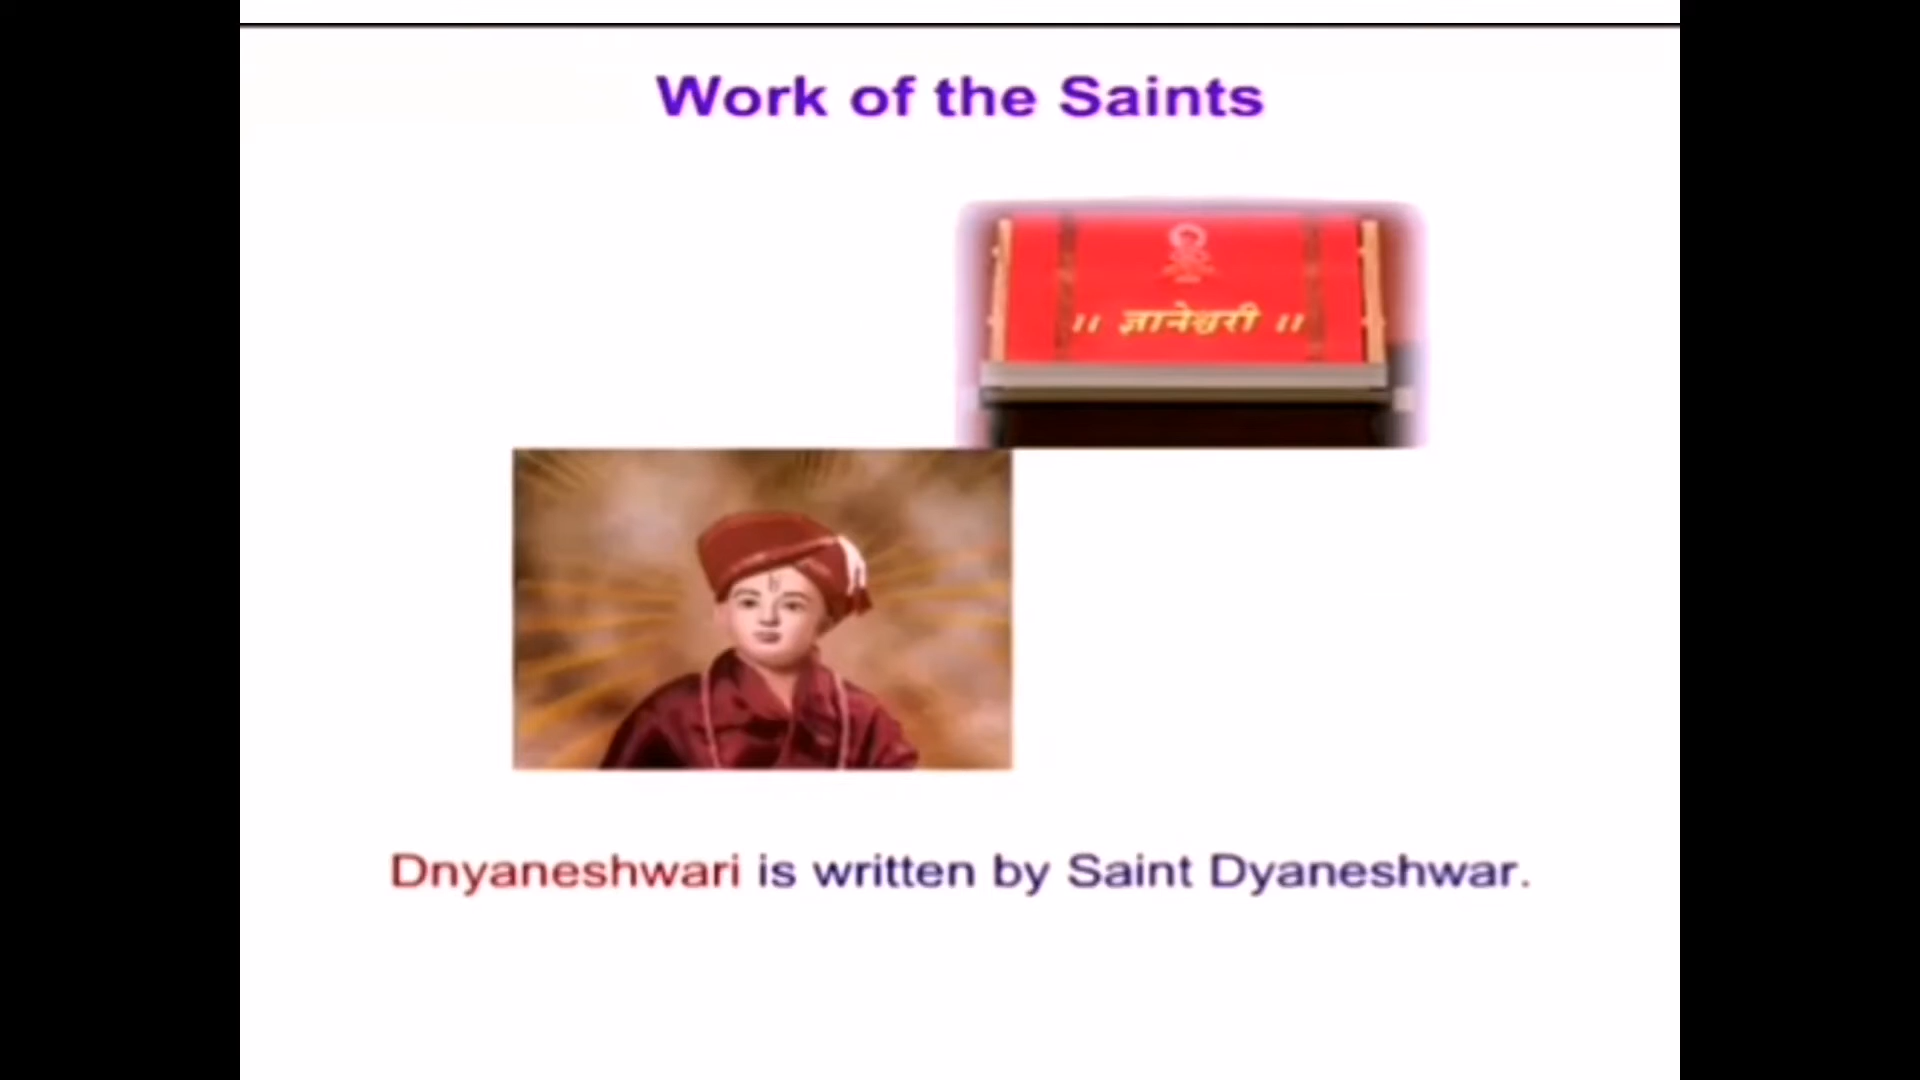 Work of the Saints
।। ज्ञानेश्वरी ।।
Dnyaneshwari is written by Saint Dyaneshwar.